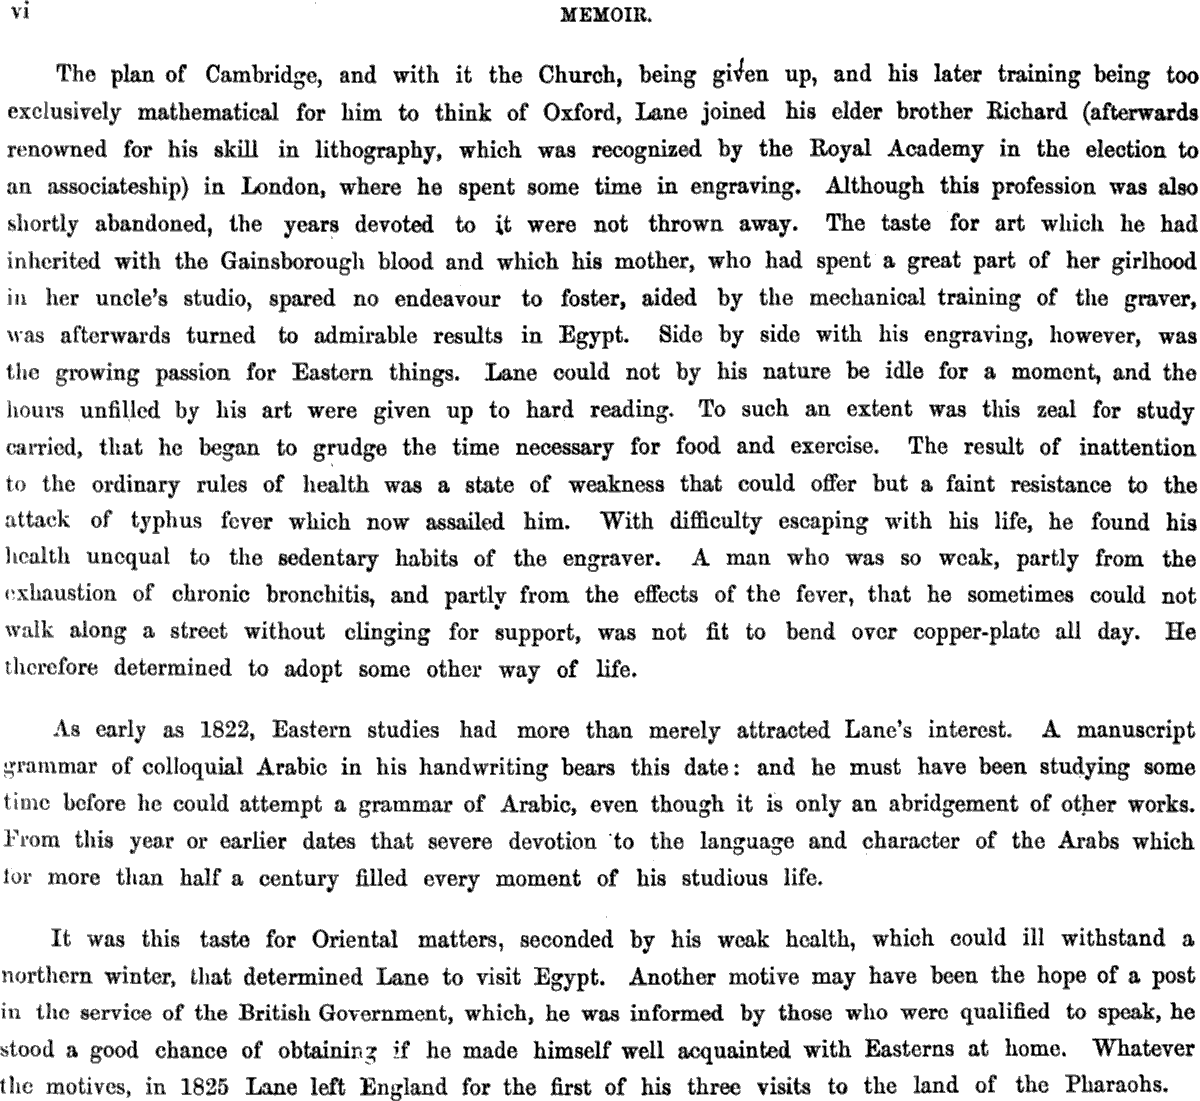 vi
MEMOIR.
The plan of Cambridge, and with it the Church, being given up, and his later training being too
exclusively mathematical for him to think of Oxford, Lane joined his elder brother Richard (afterwards
renowned for his skill in lithography, which was recognized by the Royal Academy in the election to
an associateship) in London, where he spent some time in engraving. Although this profession was also
shortly abandoned, the years devoted to it were not thrown away. The taste for art which he had
inherited with the Gainsborough blood and which his mother, who had spent a great part of her girlhood
in her uncle's studio, spared no endeavour to foster, aided by the mechanical training of the graver,
was afterwards turned to admirable results in Egypt. Side by side with his engraving, however, was
the growing passion for Eastern things. Lane could not by his nature be idle for a moment, and the
hours unfilled by his art were given up to hard reading. To such an extent was this zeal for study
carried, that he began to grudge the time necessary for food and exercise. The result of inattention
to the ordinary rules of health was a state of weakness that could offer but a faint resistance to the
attack of typhus fever which now assailed him. With difficulty escaping with his life, he found his
health unequal to the sedentary habits of the engraver. A man who was so weak, partly from the
exhaustion of chronic bronchitis, and partly from the effects of the fever, that he sometimes could not
walk along a street without clinging for support, was not fit to bend over copper-plate all day. He
therefore determined to adopt some other way of life.
As early as 1822, Eastern studies had more than merely attracted Lane's interest. A manuscript
grammar of colloquial Arabic in his handwriting bears this date: and he must have been studying some
time before he could attempt a grammar of Arabic, even though it is only an abridgement of other works.
From this year or earlier dates that severe devotion to the language and character of the Arabs which
for more than half a century filled every moment of his studious life.
It was this taste for Oriental matters, seconded by his weak health, which could ill withstand a
northern winter, that determined Lane to visit Egypt. Another motive may have been the hope of a post
in the service of the British Government, which, he was informed by those who were qualified to speak, he
stood a good chance of obtaining if he made himself well acquainted with Easterns at home. Whatever
the motives, in 1825 Lane left England for the first of his three visits to the land of the Pharaohs.